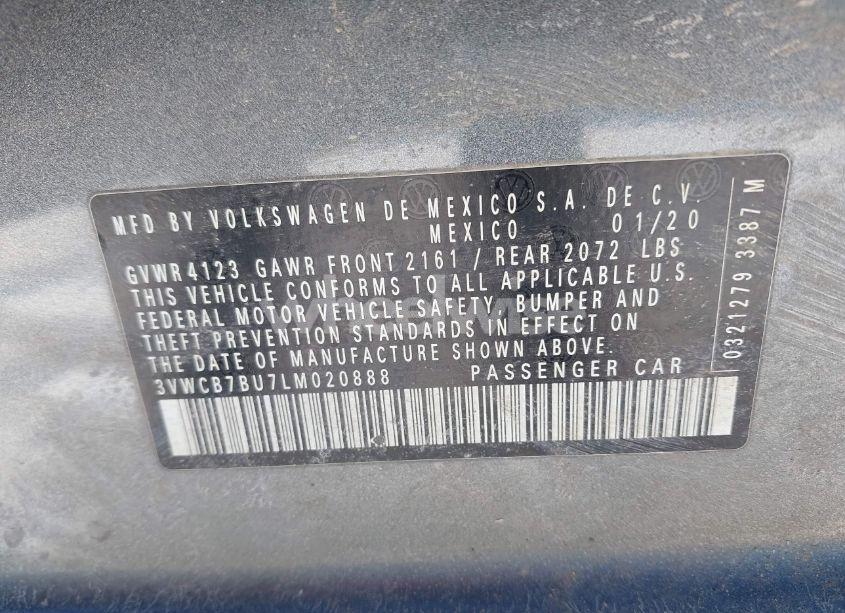 MFD BY VOLKSWAGEN DE MEXICO S.A. DE C.V.
MEXICO 01/20
GVWR 4123 GAWR FRONT 2161 / REAR 2072 LBS
THIS VEHICLE CONFORMS TO ALL APPLICABLE U.S.
FEDERAL MOTOR VEHICLE SAFETY, BUMPER AND
THEFT PREVENTION STANDARDS IN EFFECT ON
THE DATE OF MANUFACTURE SHOWN ABOVE.
3VWCB7BU7LM020888 PASSENGER CAR
0321279 3387 M